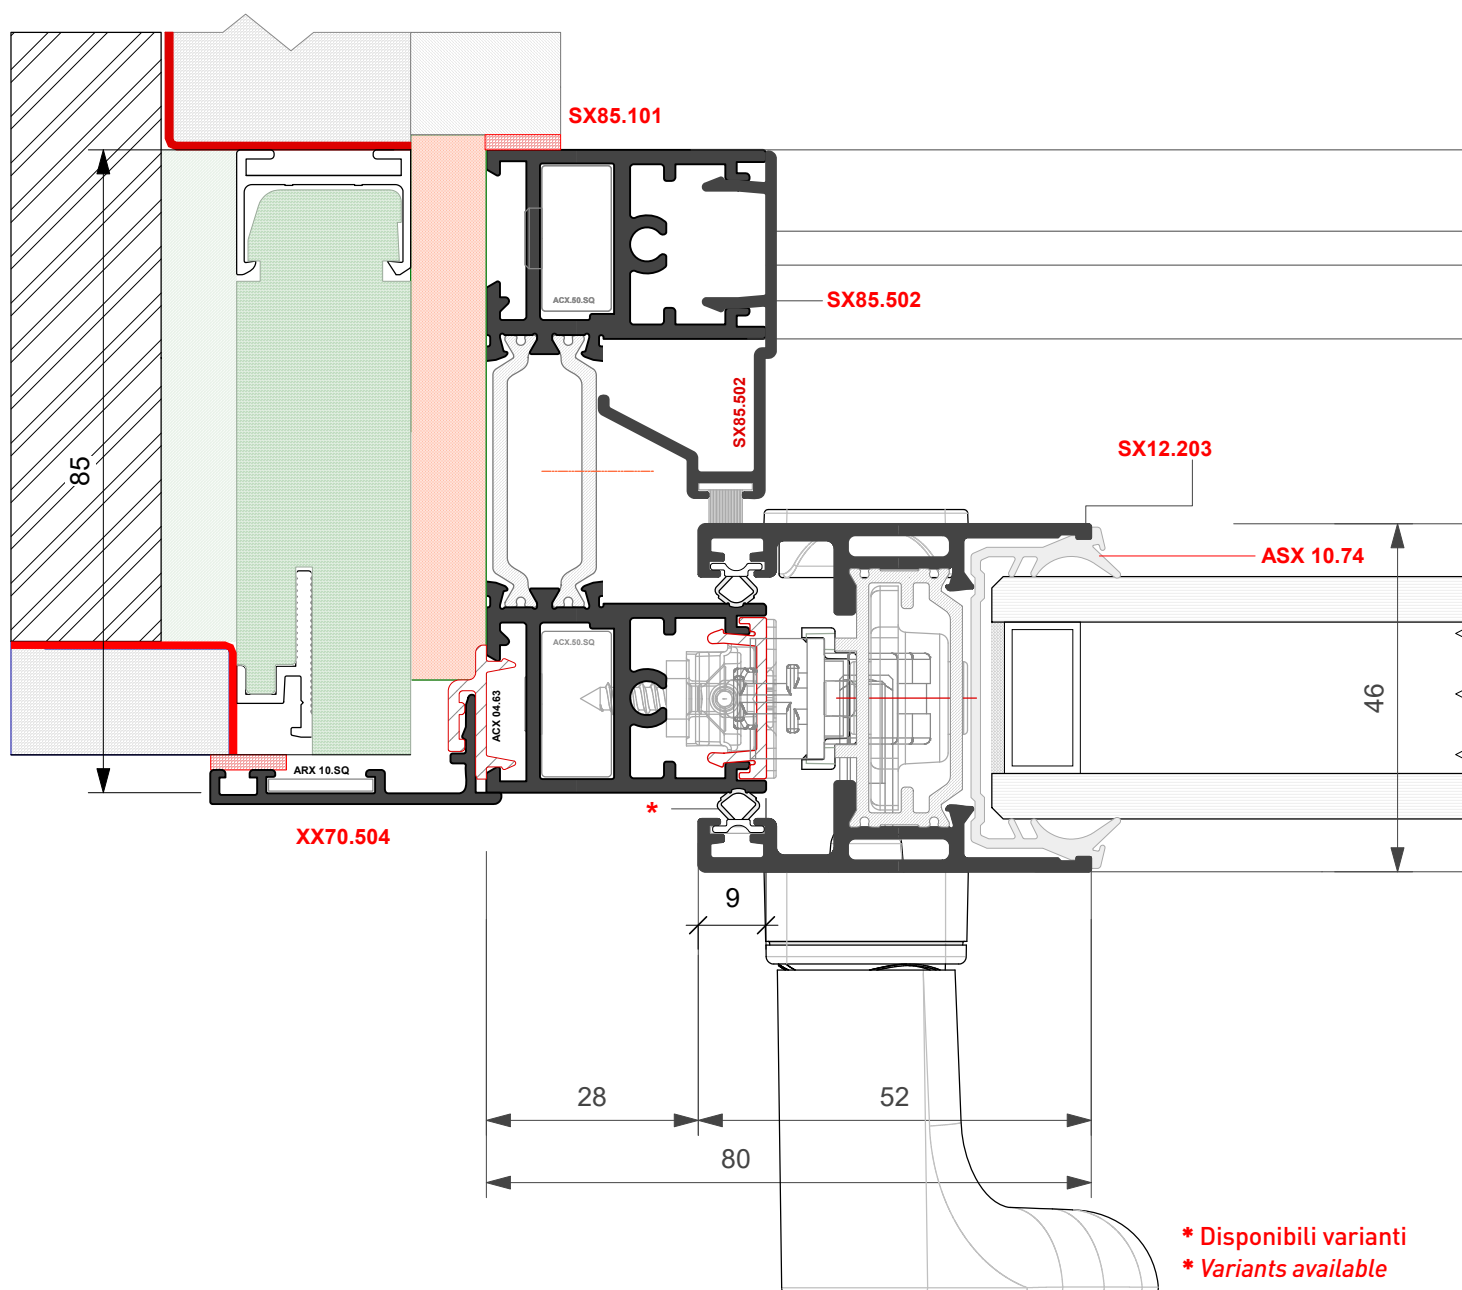 SX85.101
ACX.50.SQ
SX85.502
SX85.502
85
SX12.203
ASX 10.74
ACX.50.SQ
ACX 04.63
46
ARX 10.SQ
*
XX70.504
9
28
52
80
* Disponibili varianti
* Variants available